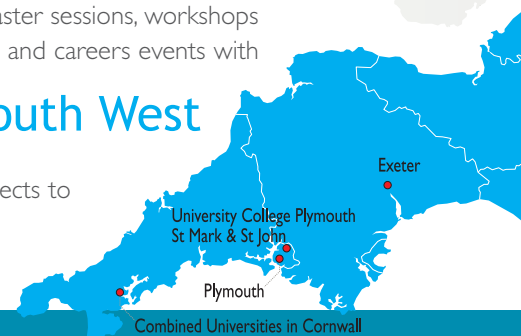 aster sessions, workshops
and careers events with
outh West
ects to
Exeter
University College Plymouth
St Mark & St John
Plymouth
Combined Universities in Cornwall